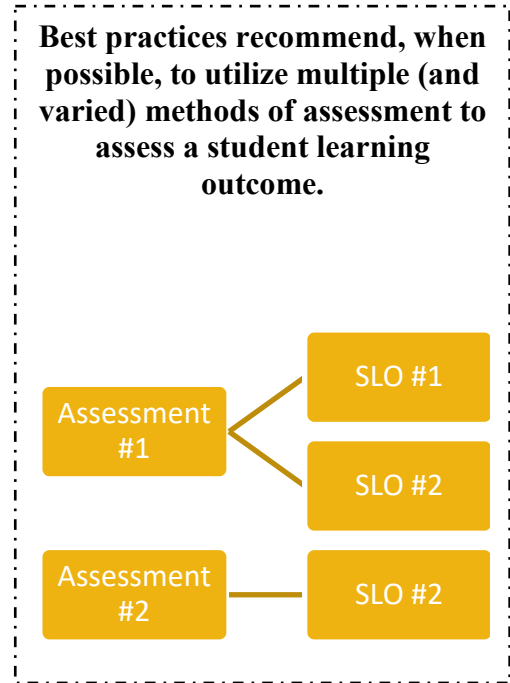 Best practices recommend, when
possible, to utilize multiple (and
varied) methods of assessment to
assess a student learning
outcome.
SLO #1
Assessment
#1
SLO #2
Assessment
#2
SLO #2